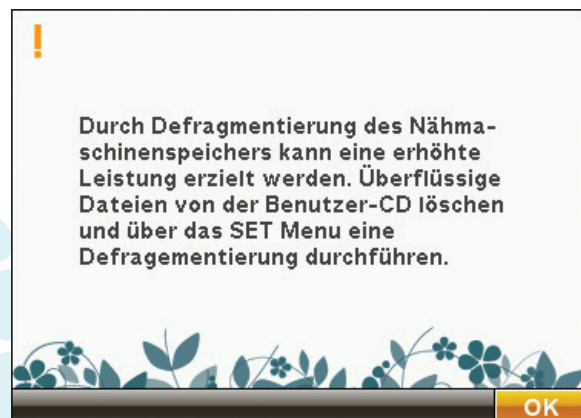 !
Durch Defragmentierung des Nähma-
schinenspeichers kann eine erhöhte
Leistung erzielt werden. Überflüssige
Dateien von der Benutzer-CD löschen
und über das SET Menu eine
Defragementierung durchführen.
OK